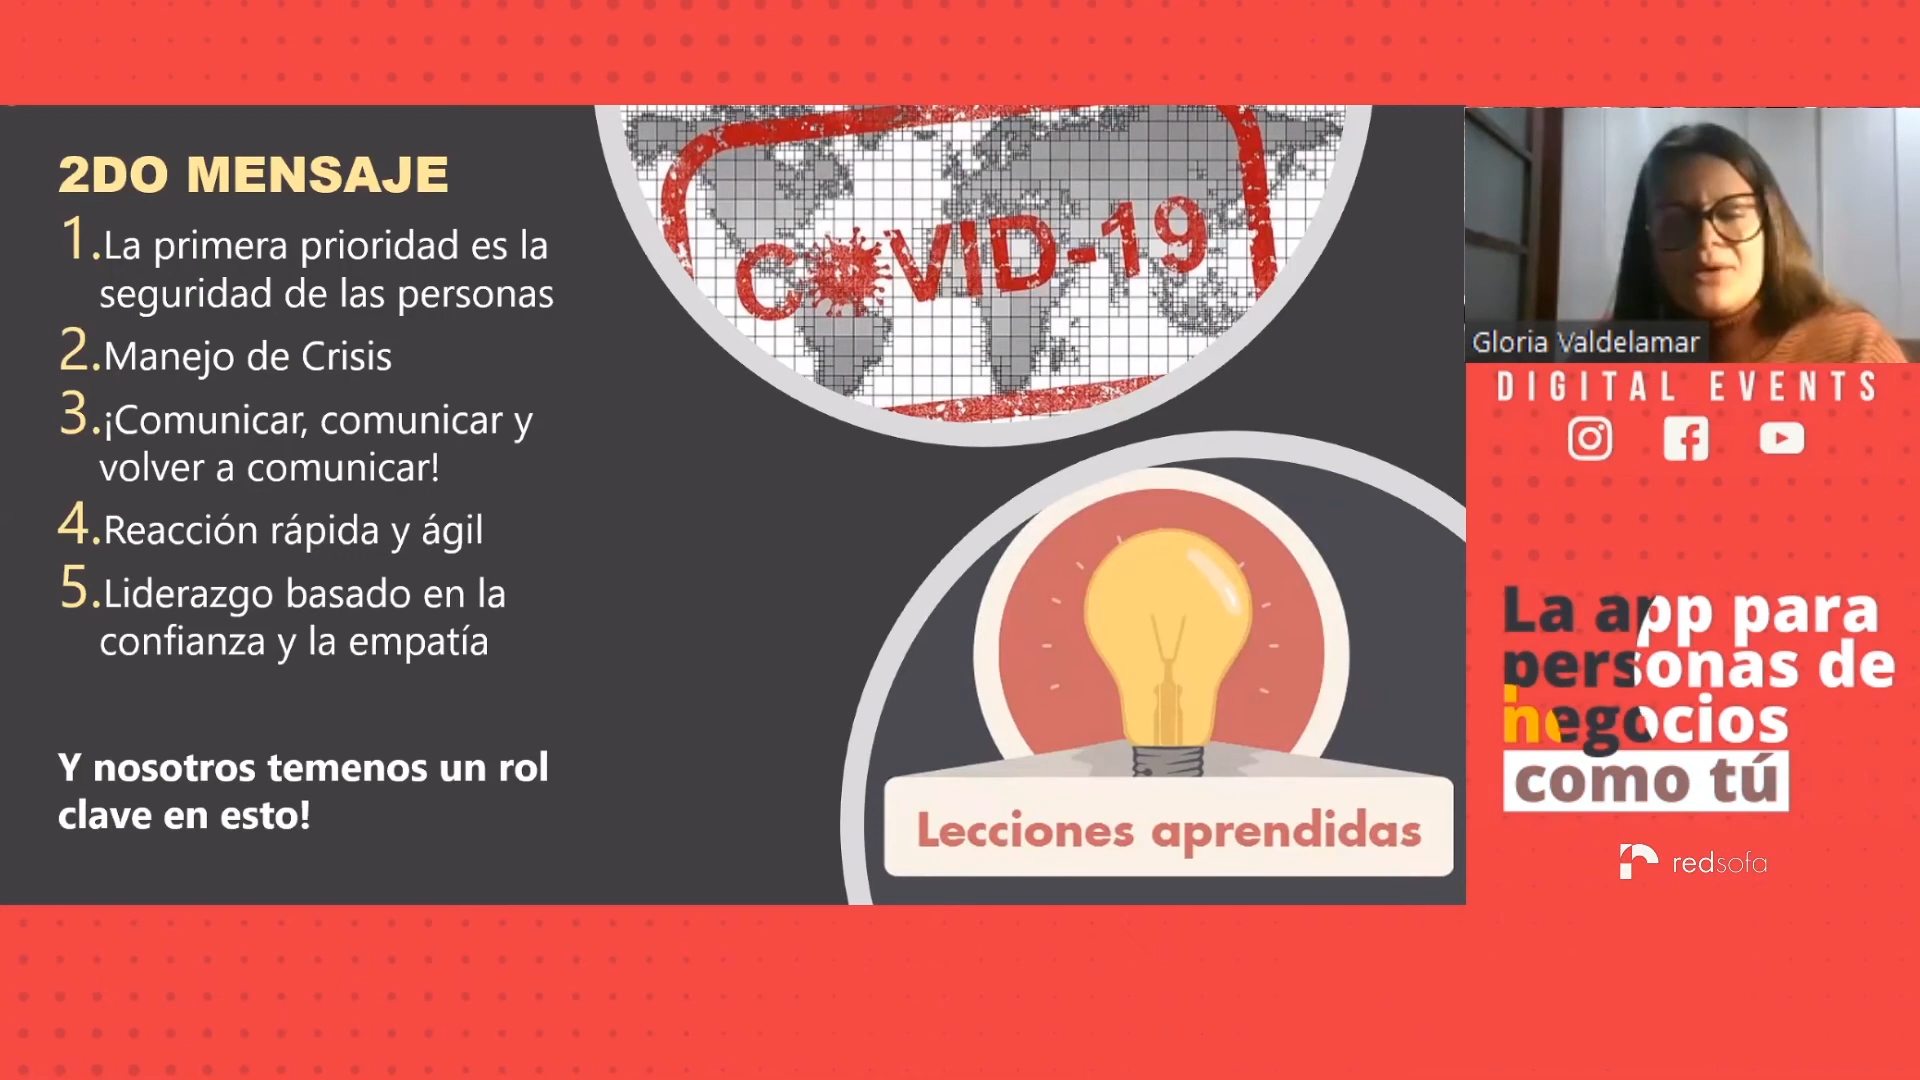 2DO MENSAJE
1.La primera prioridad es la
seguridad de las personas
2.Manejo de Crisis
3.¡Comunicar, comunicar y
volver a comunicar!
4.Reacción rápida y ágil
5.Liderazgo basado en la
confianza y la empatía
Y nosotros temenos un rol
clave en esto!
COVID-19
Lecciones aprendidas
Gloria Valdelamar
DIGITAL EVENTS
La app para
personas de
negocios
como tú
redsofa